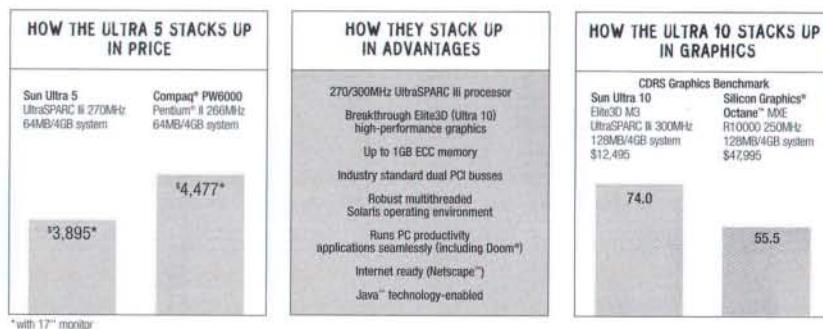 HOW THE ULTRA 5 STACKS UP
IN PRICE
Sun Ultra 5
UltraSPARC IIi 270MHz
64MB/4GB system
Compaq® PW6000
Pentium® II 266MHz
64MB/4GB system
$3,895*
$4,477*
*with 17" monitor
HOW THEY STACK UP
IN ADVANTAGES
270/300MHz UltraSPARC IIi processor
Breakthrough Elite3D (Ultra 10)
high-performance graphics
Up to 1GB ECC memory
Industry standard dual PCI busses
Robust multithreaded
Solaris operating environment
Runs PC productivity
applications seamlessly (including Doom®)
Internet ready (Netscape™)
Java™ technology-enabled
HOW THE ULTRA 10 STACKS UP
IN GRAPHICS
CDRS Graphics Benchmark
Sun Ultra 10
Elite3D M3
UltraSPARC IIi 300MHz
128MB/4GB system
$12,495
Silicon Graphics®
Octane™ MXE
R10000 250MHz
128MB/4GB system
$47,995
74.0
55.5